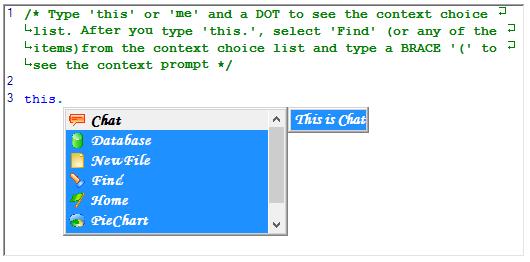 1 /* Type 'this' or 'me' and a DOT to see the context choice
list. After you type 'this.', select 'Find' (or any of the
items)from the context choice list and type a BRACE '(' to
see the context prompt */
2
3 this.
Chat This is Chat
Database
NewFile
Find
Home
PieChart